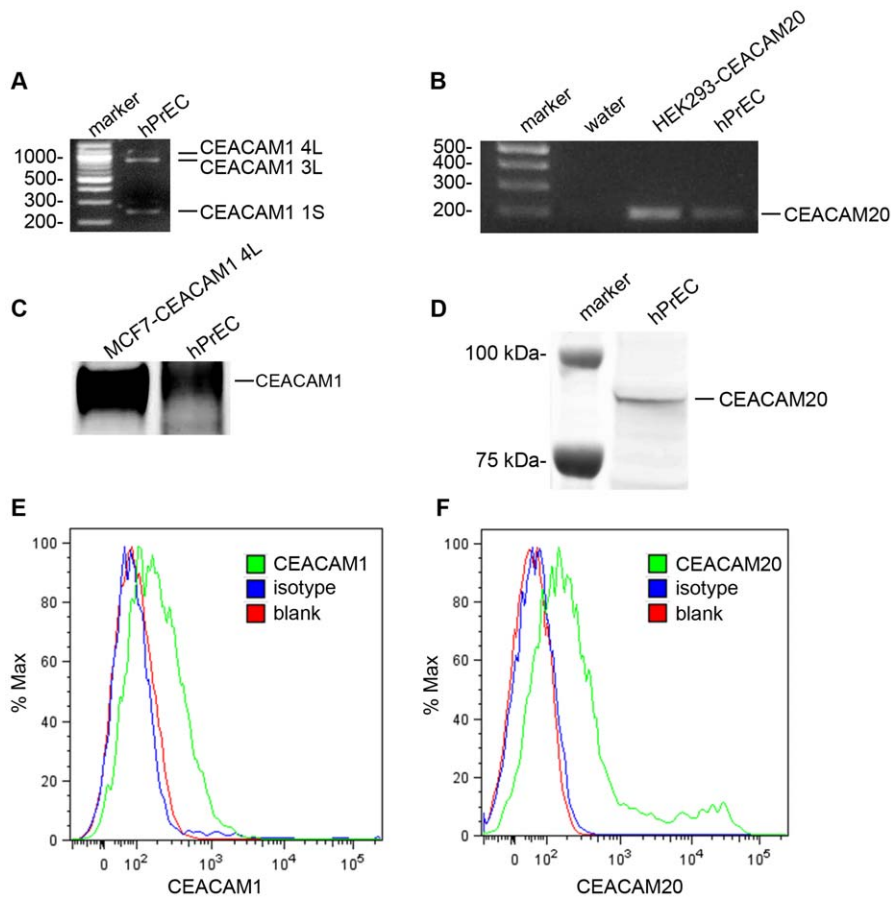 A
marker
hPrEC
1000-
500-
300-
200-
CEACAM1 4L
CEACAM1 3L
CEACAM1 1S
B
marker
water
HEK293-CEACAM20
hPrEC
500-
400-
300-
200-
CEACAM20
C
MCF7-CEACAM1 4L
hPrEC
CEACAM1
D
marker
hPrEC
100 kDa-
75 kDa-
CEACAM20
E
% Max
100
80
60
40
20
0
CEACAM1
isotype
blank
0 10² 10³ 10⁴ 10⁵
CEACAM1
F
% Max
100
80
60
40
20
0
CEACAM20
isotype
blank
0 10² 10³ 10⁴ 10⁵
CEACAM20